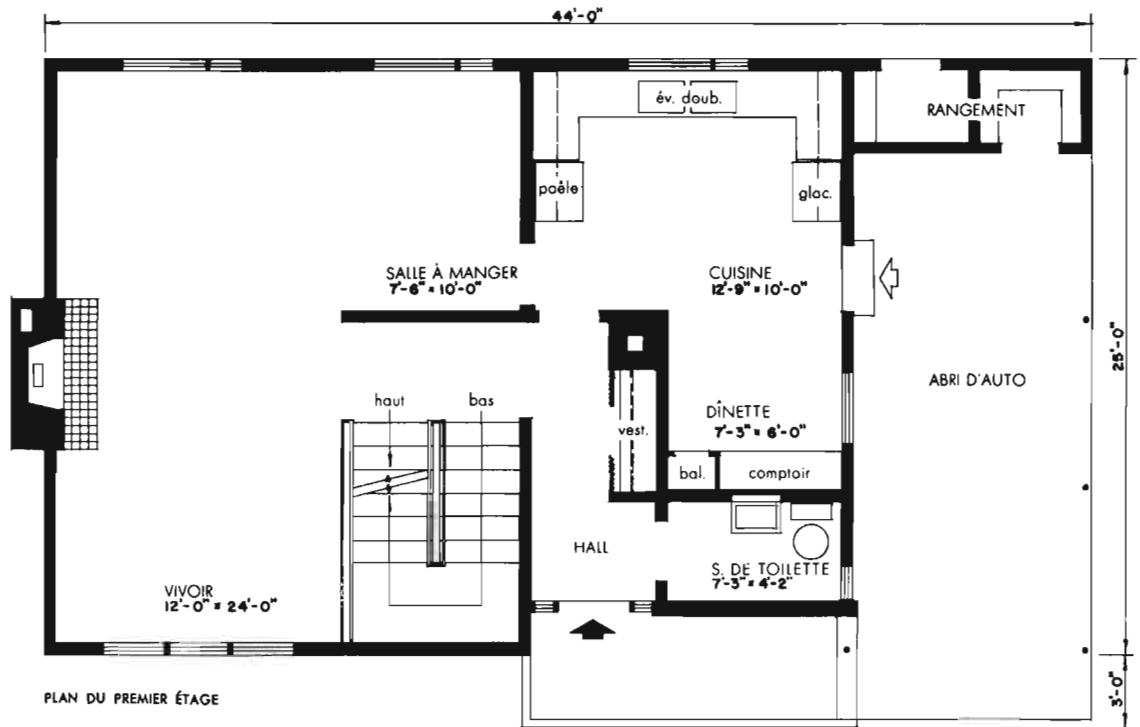 44'-0"
év. doub.
RANGEMENT
poêle
glac.
SALLE À MANGER
7'-6" x 10'-0"
CUISINE
12'-9" x 10'-0"
25'-0"
ABRI D'AUTO
haut
bas
vest.
DÎNETTE
7'-3" x 6'-0"
bal.
comptoir
HALL
S. DE TOILETTE
7'-3" x 4'-2"
VIVOIR
12'-0" x 24'-0"
3'-0"
PLAN DU PREMIER ÉTAGE